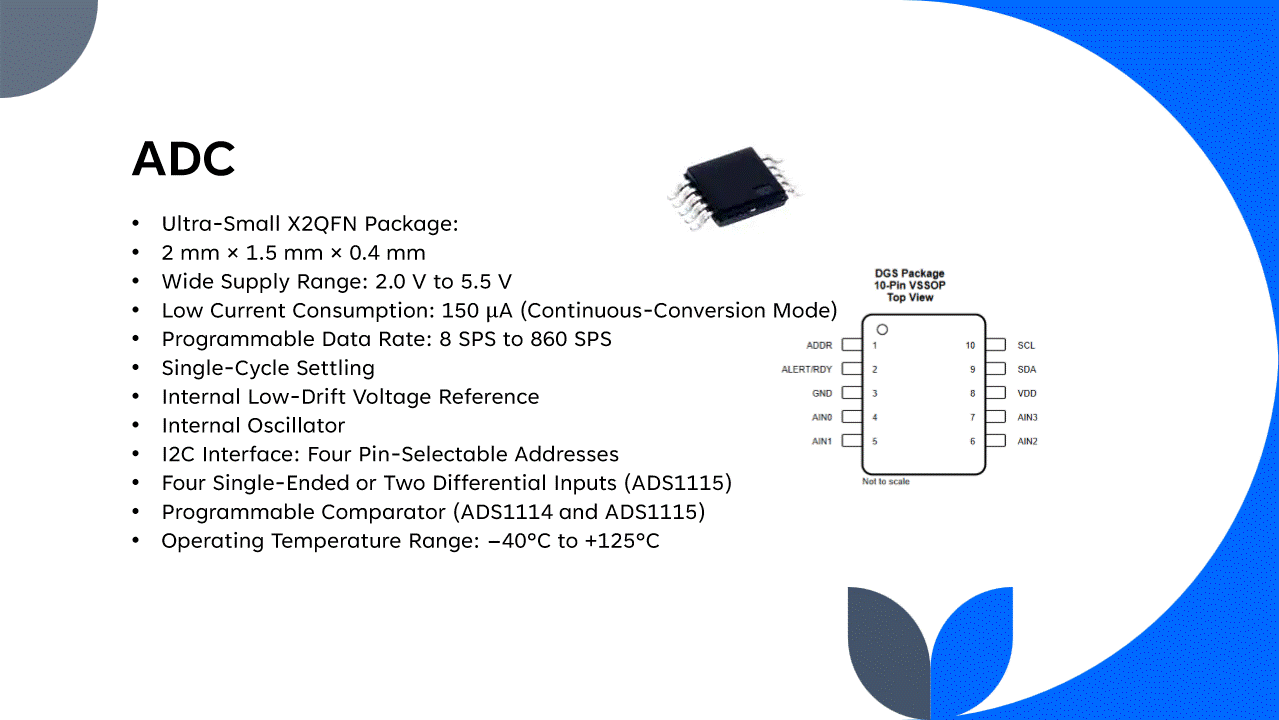 ADC
• Ultra-Small X2QFN Package:
• 2 mm × 1.5 mm × 0.4 mm
• Wide Supply Range: 2.0 V to 5.5 V
• Low Current Consumption: 150 μA (Continuous-Conversion Mode)
• Programmable Data Rate: 8 SPS to 860 SPS
• Single-Cycle Settling
• Internal Low-Drift Voltage Reference
• Internal Oscillator
• I2C Interface: Four Pin-Selectable Addresses
• Four Single-Ended or Two Differential Inputs (ADS1115)
• Programmable Comparator (ADS1114 and ADS1115)
• Operating Temperature Range: –40°C to +125°C
DGS Package
10-Pin VSSOP
Top View
ADDR 1 10 SCL
ALERT/RDY 2 9 SDA
GND 3 8 VDD
AIN0 4 7 AIN3
AIN1 5 6 AIN2
Not to scale